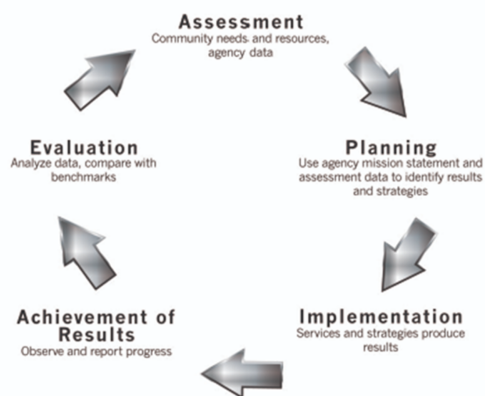 Assessment
Community needs and resources,
agency data
Evaluation
Analyze data, compare with
benchmarks
Planning
Use agency mission statement and
assessment data to identify results
and strategies
Achievement of
Results
Observe and report progress
Implementation
Services and strategies produce
results